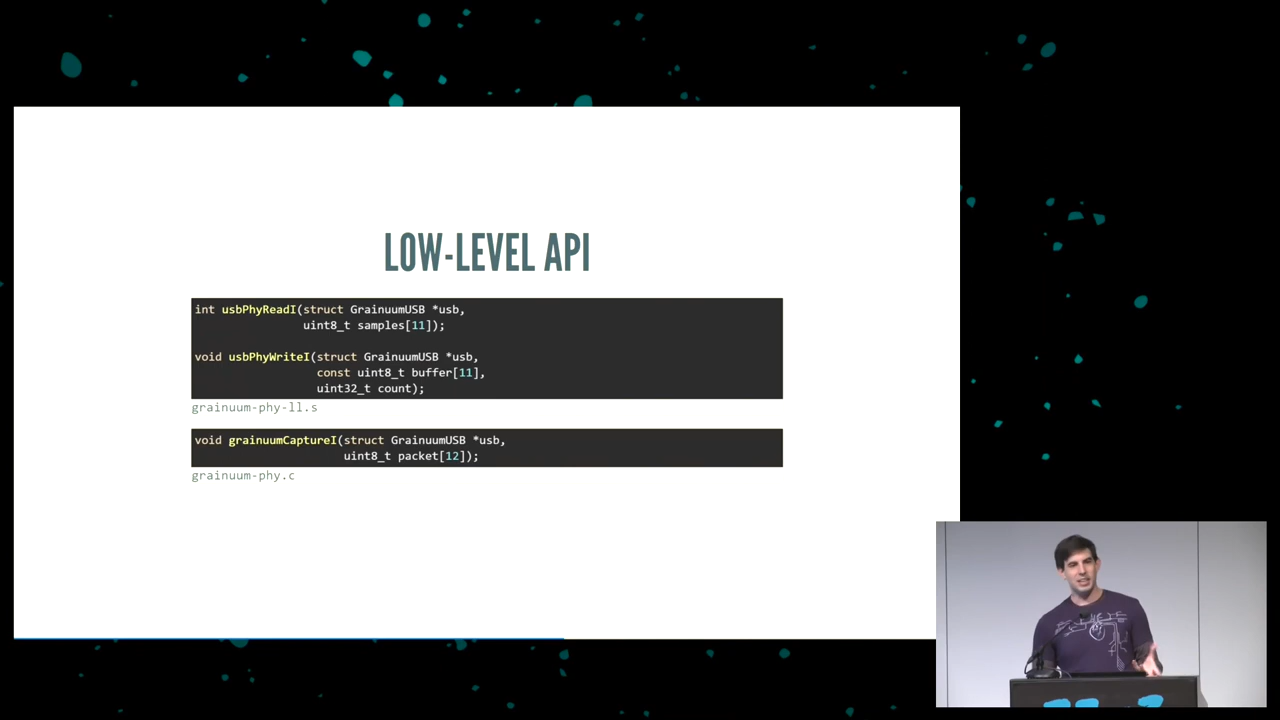 LOW-LEVEL API
int usbPhyReadI(struct GrainuumUSB *usb,
uint8_t samples[11]);
void usbPhyWriteI(struct GrainuumUSB *usb,
const uint8_t buffer[11],
uint32_t count);
grainuum-phy-ll.s
void grainuumCaptureI(struct GrainuumUSB *usb,
uint8_t packet[12]);
grainuum-phy.c